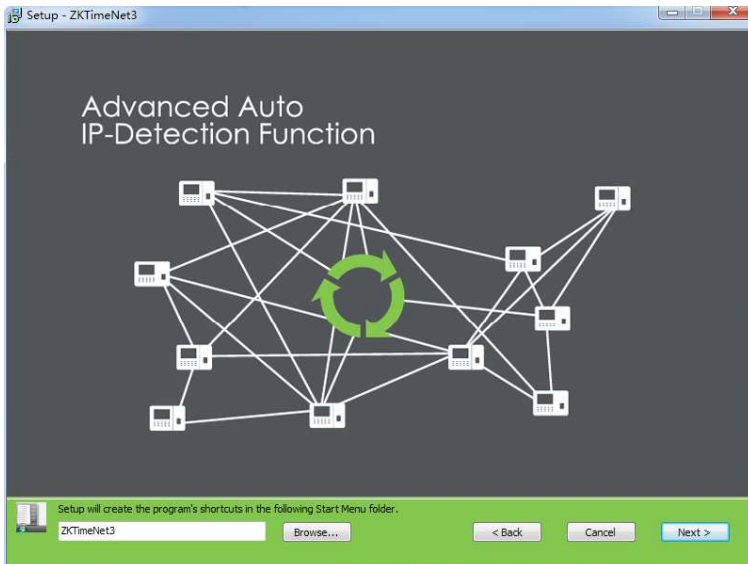 Setup - ZKTimeNet3
Advanced Auto
IP-Detection Function
Setup will create the program's shortcuts in the following Start Menu folder.
ZKTimeNet3
Browse...
< Back
Cancel
Next >